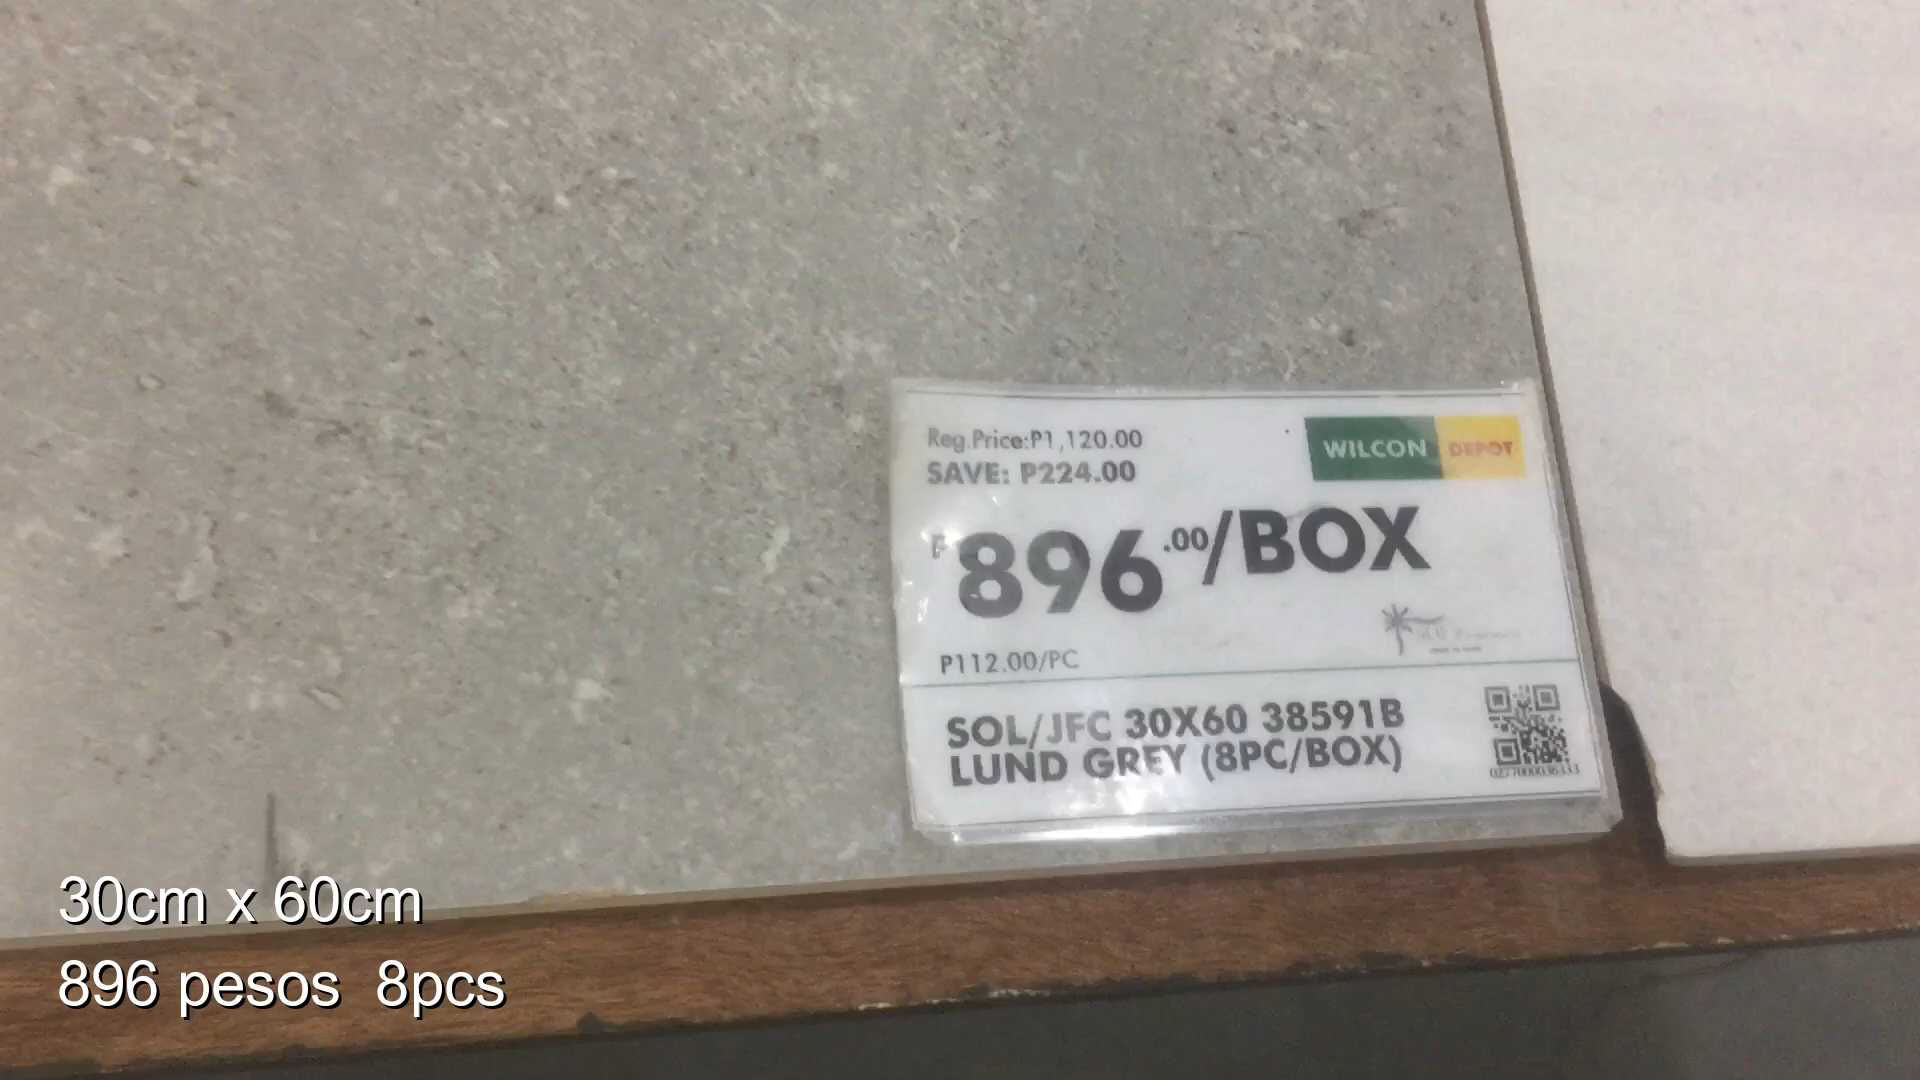 Reg.Price:P1,120.00
SAVE: P224.00
WILCON DEPOT
P896.00/BOX
P112.00/PC
SOL/JFC 30X60 38591B
LUND GREY (8PC/BOX)
30cm x 60cm
896 pesos 8pcs